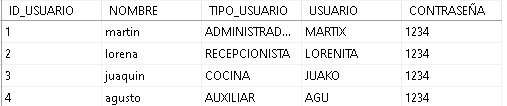 ID_USUARIO NOMBRE TIPO_USUARIO USUARIO CONTRASEÑA
1 martin ADMINISTRAD... MARTIX 1234
2 lorena RECEPCIONISTA LORENITA 1234
3 juaquin COCINA JUAKO 1234
4 agusto AUXILIAR AGU 1234